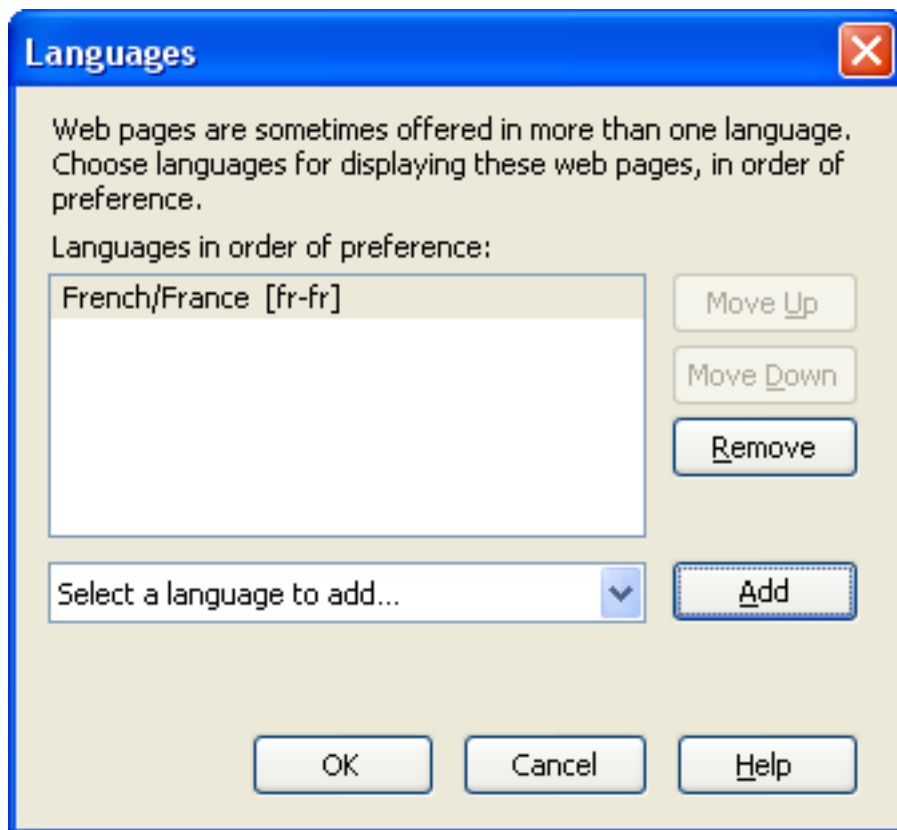 Languages
Web pages are sometimes offered in more than one language.
Choose languages for displaying these web pages, in order of
preference.
Languages in order of preference:
French/France [fr-fr]
Move Up
Move Down
Remove
Select a language to add...
Add
OK
Cancel
Help